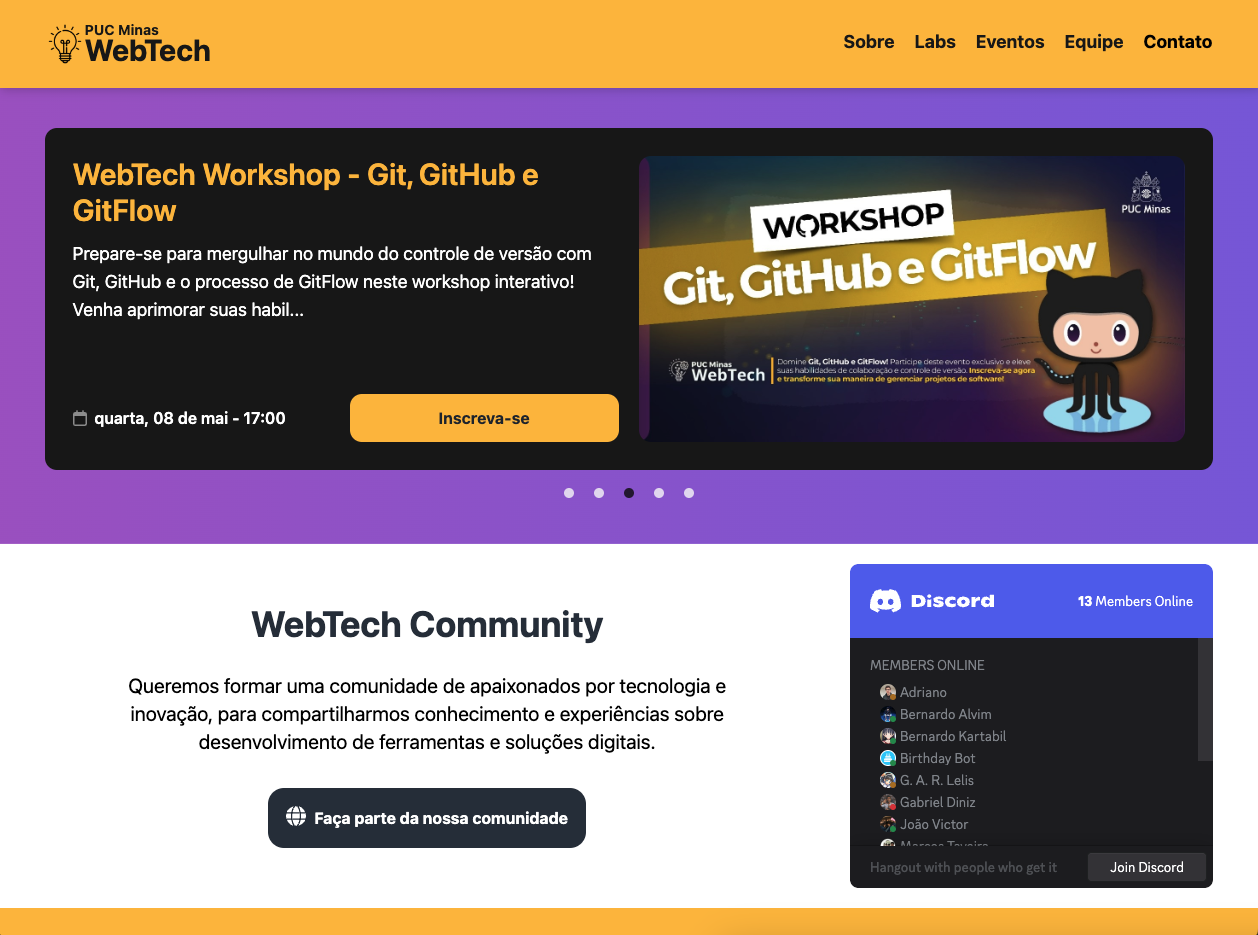 PUC Minas
WebTech
Sobre Labs Eventos Equipe Contato
WebTech Workshop - Git, GitHub e
GitFlow
Prepare-se para mergulhar no mundo do controle de versão com
Git, GitHub e o processo de GitFlow neste workshop interativo!
Venha aprimorar suas habil...
quarta, 08 de mai - 17:00
Inscreva-se
PUC Minas
WORKSHOP
Git, GitHub e GitFlow
PUC Minas
WebTech
Domine Git, GitHub e GitFlow! Participe deste evento exclusivo e eleve
suas habilidades de colaboração e controle de versão. Inscreva-se agora
e transforme sua maneira de gerenciar projetos de software!
WebTech Community
Queremos formar uma comunidade de apaixonados por tecnologia e
inovação, para compartilharmos conhecimento e experiências sobre
desenvolvimento de ferramentas e soluções digitais.
Faça parte da nossa comunidade
Discord
13 Members Online
MEMBERS ONLINE
Adriano
Bernardo Alvim
Bernardo Kartabil
Birthday Bot
G. A. R. Lelis
Gabriel Diniz
João Victor
Hangout with people who get it
Join Discord